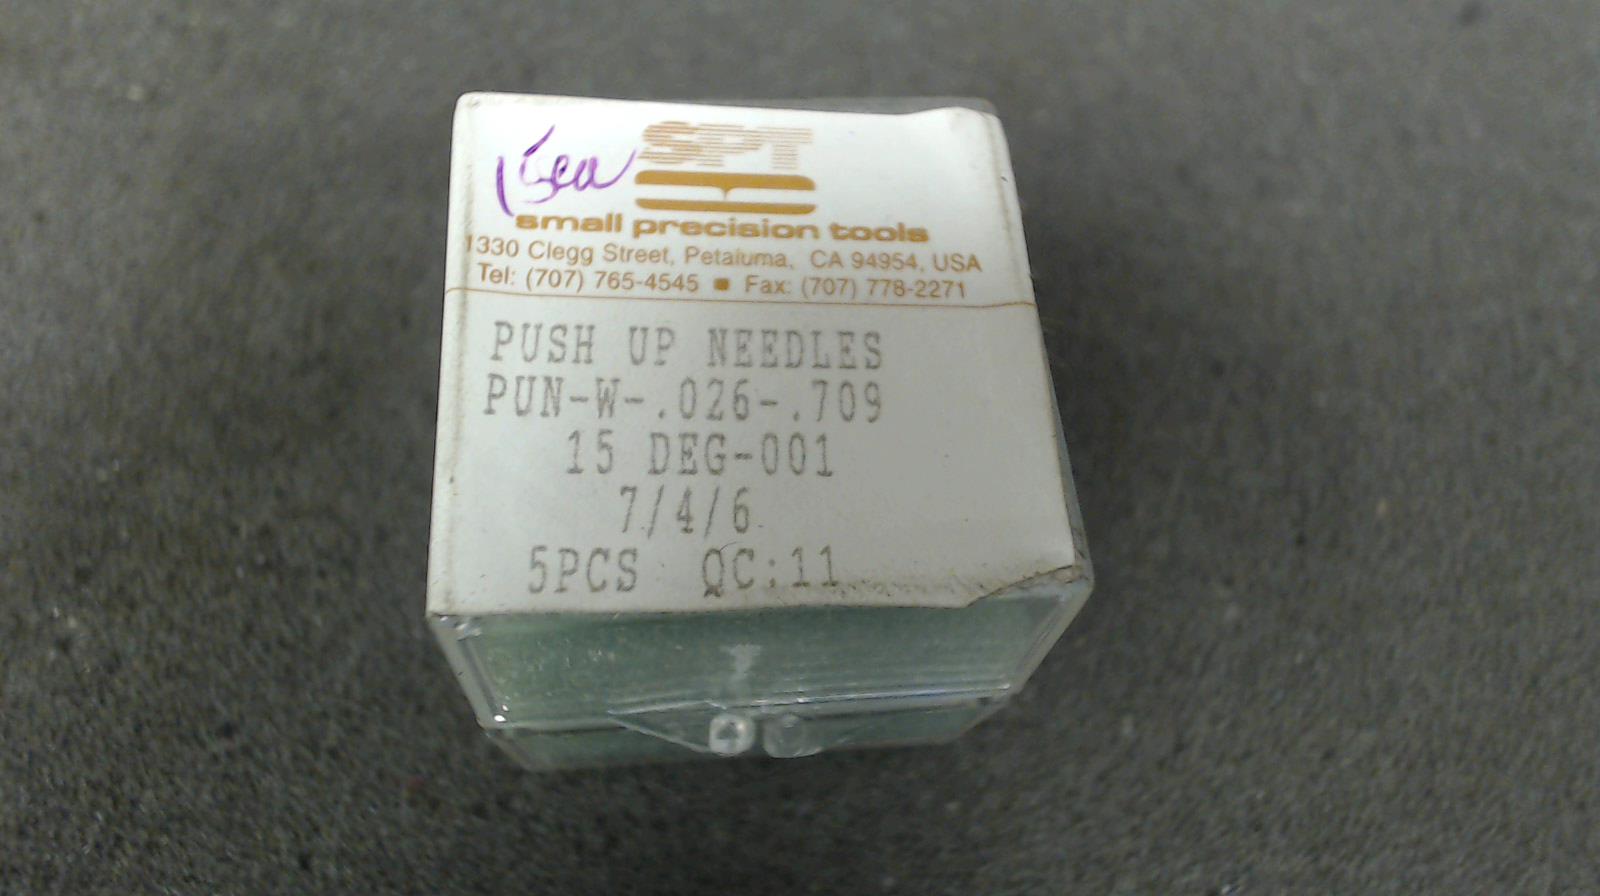 SPT
small precision tools
1330 Clegg Street, Petaluma, CA 94954, USA
Tel: (707) 765-4545 ■ Fax: (707) 778-2271
PUSH UP NEEDLES
PUN-W-.026-.709
15 DEG-001
7/4/6
5PCS QC:11